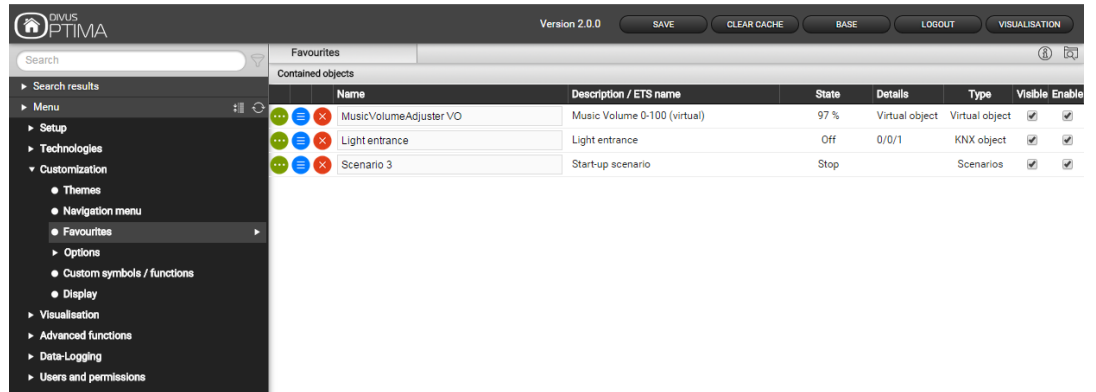 DIVUS
OPTIMA
Version 2.0.0 SAVE CLEAR CACHE BASE LOGOUT VISUALISATION
Search
Favourites
Contained objects
Search results
Menu
Setup
Technologies
Customization
Themes
Navigation menu
Favourites
Options
Custom symbols / functions
Display
Visualisation
Advanced functions
Data-Logging
Users and permissions
Name Description / ETS name State Details Type Visible Enable
MusicVolumeAdjuster VO Music Volume 0-100 (virtual) 97 % Virtual object Virtual object
Light entrance Light entrance Off 0/0/1 KNX object
Scenario 3 Start-up scenario Stop Scenarios